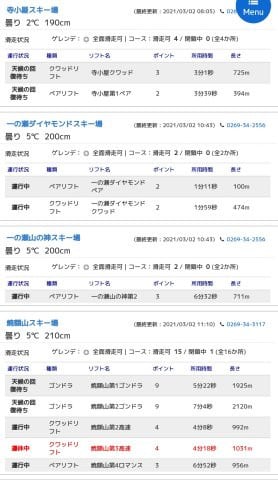 寺小屋スキー場
(最終更新：2021/03/02 08:05) 026
Menu
曇り 2℃ 190cm
滑走状況 ゲレンデ：◎ 全面滑走可 | コース：滑走可 4 / 閉鎖中 0 (全4か所)
運行状況 種類 リフト名 ポイント 所用時間 長さ
天候の回復待ち クワッドリフト 寺小屋クワッド 3 3分1秒 725m
天候の回復待ち ペアリフト 寺小屋第1ペア 2 3分39秒 394m
一の瀬ダイヤモンドスキー場
(最終更新：2021/03/02 10:43) 0269-34-2556
曇り 5℃ 200cm
滑走状況 ゲレンデ：◎ 全面滑走可 | コース：滑走可 2 / 閉鎖中 0 (全2か所)
運行状況 種類 リフト名 ポイント 所用時間 長さ
運行中 ペアリフト 一の瀬ダイヤモンドペア 2 1分11秒 100m
運行中 クワッドリフト 一の瀬ダイヤモンドクワッド 2 1分59秒 474m
一の瀬山の神スキー場
(最終更新：2021/03/02 10:43) 0269-34-2556
曇り 5℃ 200cm
滑走状況 ゲレンデ：◎ 全面滑走可 | コース：滑走可 2 / 閉鎖中 0 (全2か所)
運行状況 種類 リフト名 ポイント 所用時間 長さ
運行中 ペアリフト 一の瀬山の神第2 3 6分32秒 711m
焼額山スキー場
(最終更新：2021/03/02 11:10) 0269-34-3117
曇り 5℃ 210cm
滑走状況 ゲレンデ：◎ 全面滑走可 | コース：滑走可 15 / 閉鎖中 1 (全16か所)
運行状況 種類 リフト名 ポイント 所用時間 長さ
天候の回復待ち ゴンドラ 焼額山第1ゴンドラ 9 5分22秒 1925m
天候の回復待ち ゴンドラ 焼額山第2ゴンドラ 9 7分4秒 2120m
運行中 クワッドリフト 焼額山第2高速 4 4分8秒 992m
運休中 クワッドリフト 焼額山第3高速 4 4分18秒 1031m
運行中 ペアリフト 焼額山第4ロマンス 3 6分52秒 956m